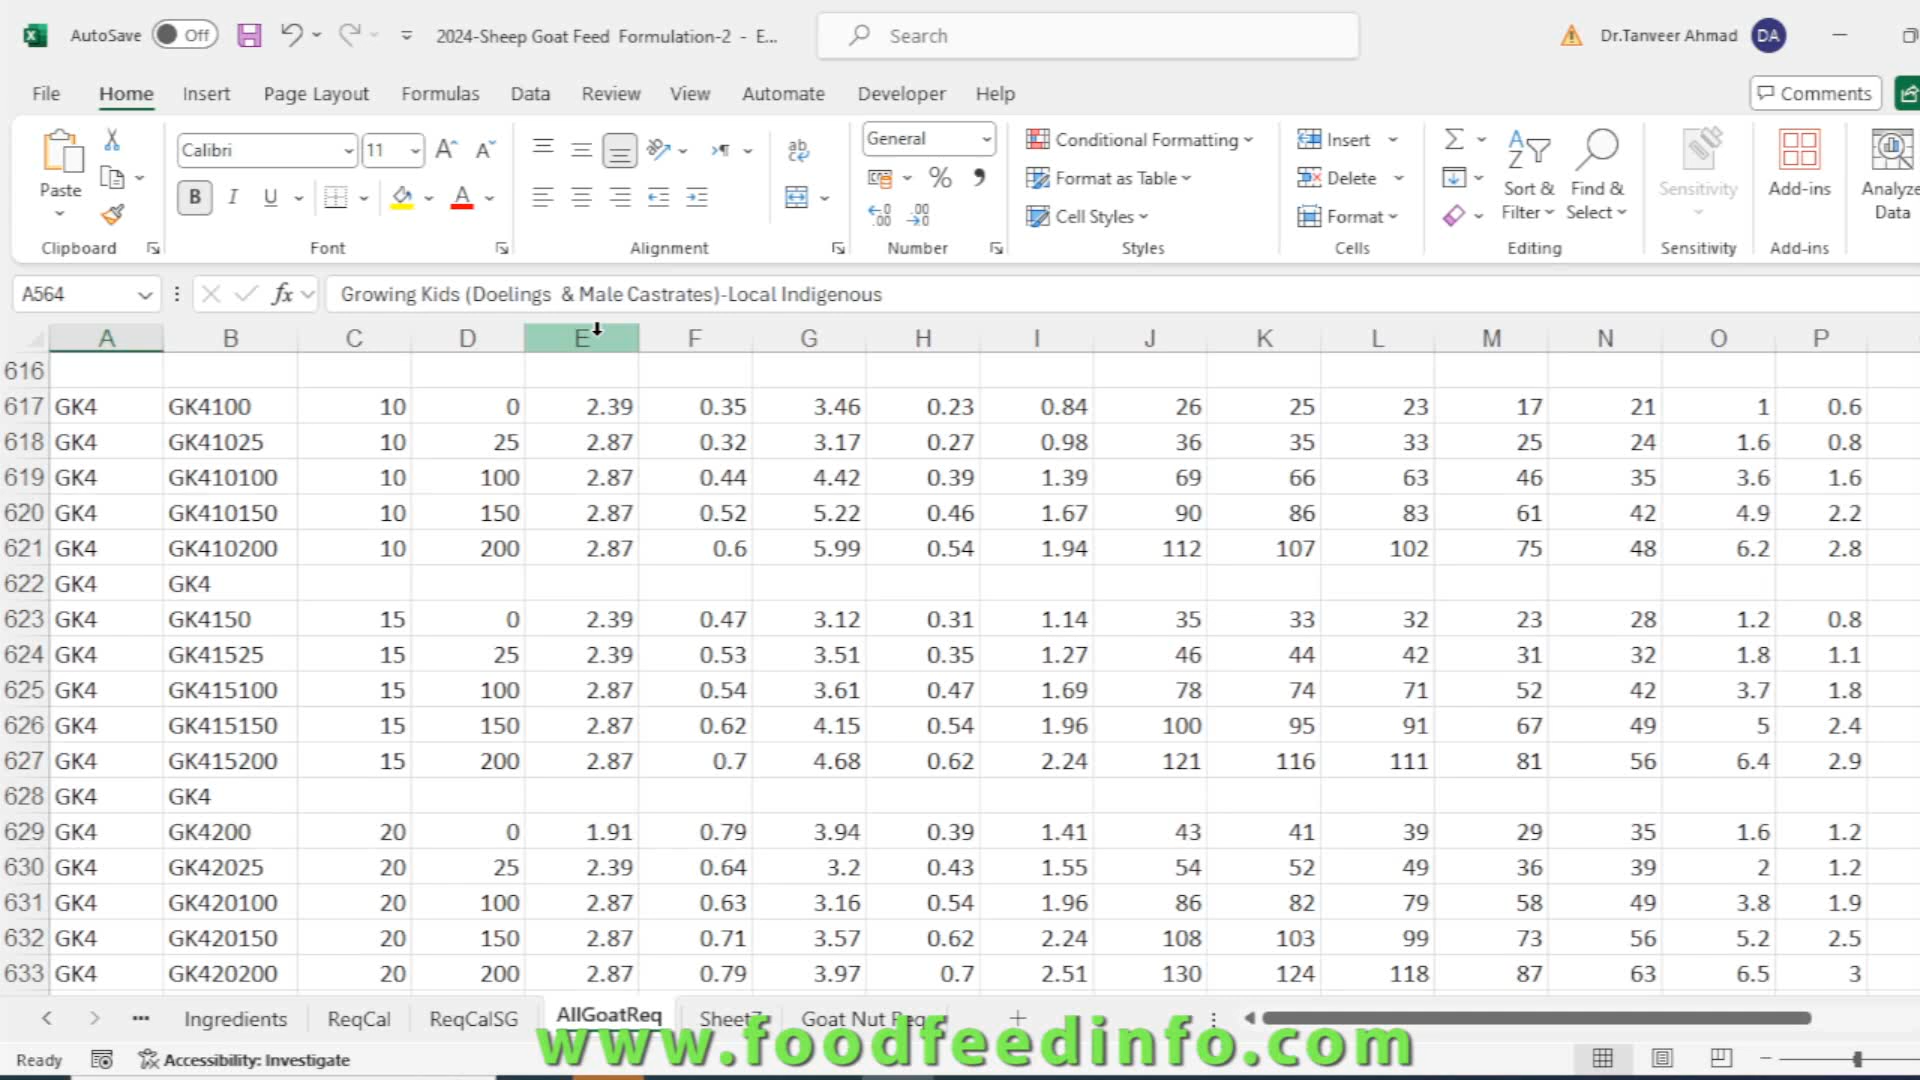 AutoSave Off 2024-Sheep Goat Feed Formulation-2 - E... Search Dr.Tanveer Ahmad DA
File Home Insert Page Layout Formulas Data Review View Automate Developer Help Comments
Paste Calibri 11 General Conditional Formatting Insert
B I U Format as Table Delete Sort & Filter Find & Select Sensitivity Add-ins Analyze Data
Cell Styles Format
Clipboard Font Alignment Number Styles Cells Editing Sensitivity Add-ins
A564 fx Growing Kids (Doelings & Male Castrates)-Local Indigenous
A B C D E F G H I J K L M N O P
616
617 GK4 GK4100 10 0 2.39 0.35 3.46 0.23 0.84 26 25 23 17 21 1 0.6
618 GK4 GK41025 10 25 2.87 0.32 3.17 0.27 0.98 36 35 33 25 24 1.6 0.8
619 GK4 GK410100 10 100 2.87 0.44 4.42 0.39 1.39 69 66 63 46 35 3.6 1.6
620 GK4 GK410150 10 150 2.87 0.52 5.22 0.46 1.67 90 86 83 61 42 4.9 2.2
621 GK4 GK410200 10 200 2.87 0.6 5.99 0.54 1.94 112 107 102 75 48 6.2 2.8
622 GK4 GK4
623 GK4 GK4150 15 0 2.39 0.47 3.12 0.31 1.14 35 33 32 23 28 1.2 0.8
624 GK4 GK41525 15 25 2.39 0.53 3.51 0.35 1.27 46 44 42 31 32 1.8 1.1
625 GK4 GK415100 15 100 2.87 0.54 3.61 0.47 1.69 78 74 71 52 42 3.7 1.8
626 GK4 GK415150 15 150 2.87 0.62 4.15 0.54 1.96 100 95 91 67 49 5 2.4
627 GK4 GK415200 15 200 2.87 0.7 4.68 0.62 2.24 121 116 111 81 56 6.4 2.9
628 GK4 GK4
629 GK4 GK4200 20 0 1.91 0.79 3.94 0.39 1.41 43 41 39 29 35 1.6 1.2
630 GK4 GK42025 20 25 2.39 0.64 3.2 0.43 1.55 54 52 49 36 39 2 1.2
631 GK4 GK420100 20 100 2.87 0.63 3.16 0.54 1.96 86 82 79 58 49 3.8 1.9
632 GK4 GK420150 20 150 2.87 0.71 3.57 0.62 2.24 108 103 99 73 56 5.2 2.5
633 GK4 GK420200 20 200 2.87 0.79 3.97 0.7 2.51 130 124 118 87 63 6.5 3
Ingredients ReqCal ReqCalSG AllGoatReq Goat Nut
www.foodfeedinfo.com
Ready Accessibility: Investigate